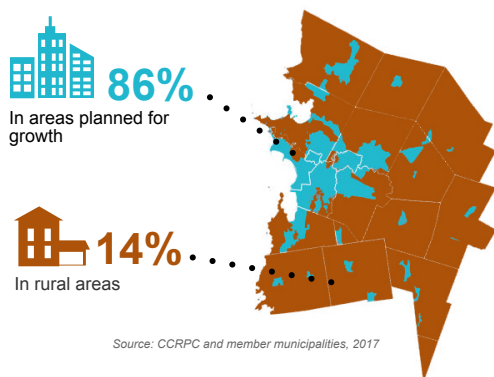 86%
In areas planned for
growth
14%
In rural areas
Source: CCRPC and member municipalities, 2017